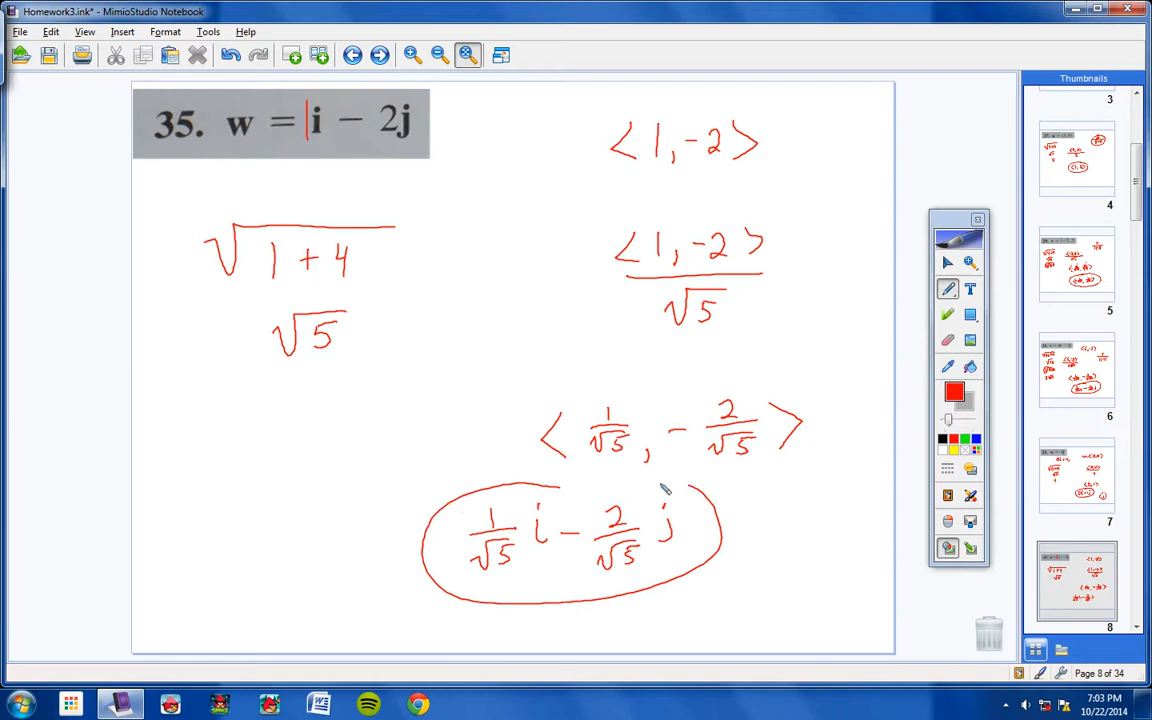 Homework3.ink* - MimioStudio Notebook
File Edit View Insert Format Tools Help
35. w = 1i − 2j
<1, -2>
√1 + 4
√5
<1, -2>
√5
< 1/√5, - 2/√5 >
1/√5 i − 2/√5 j
T
Thumbnails
3
4
5
6
7
8
Page 8 of 34
7:03 PM
10/22/2014